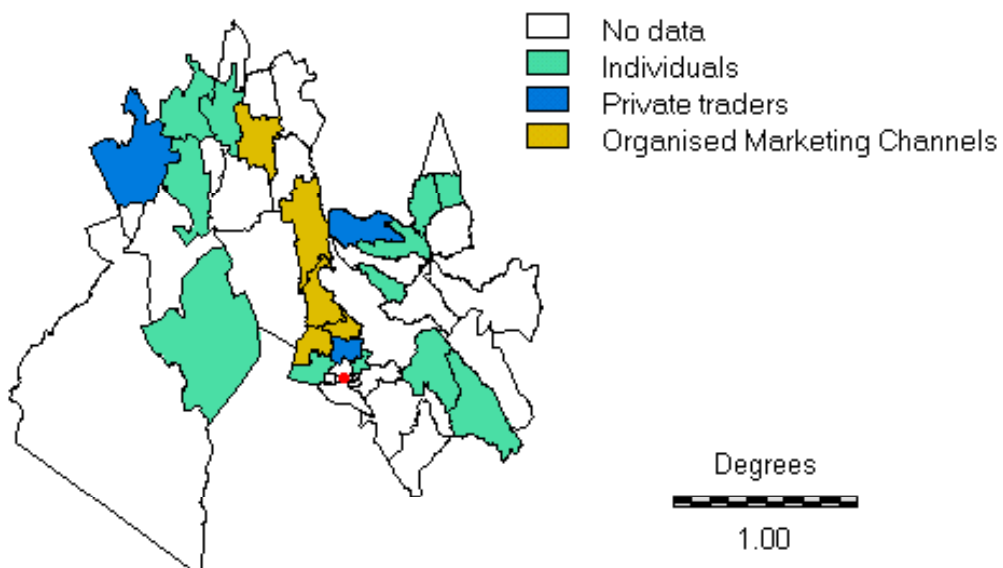 No data
Individuals
Private traders
Organised Marketing Channels
Degrees
1.00